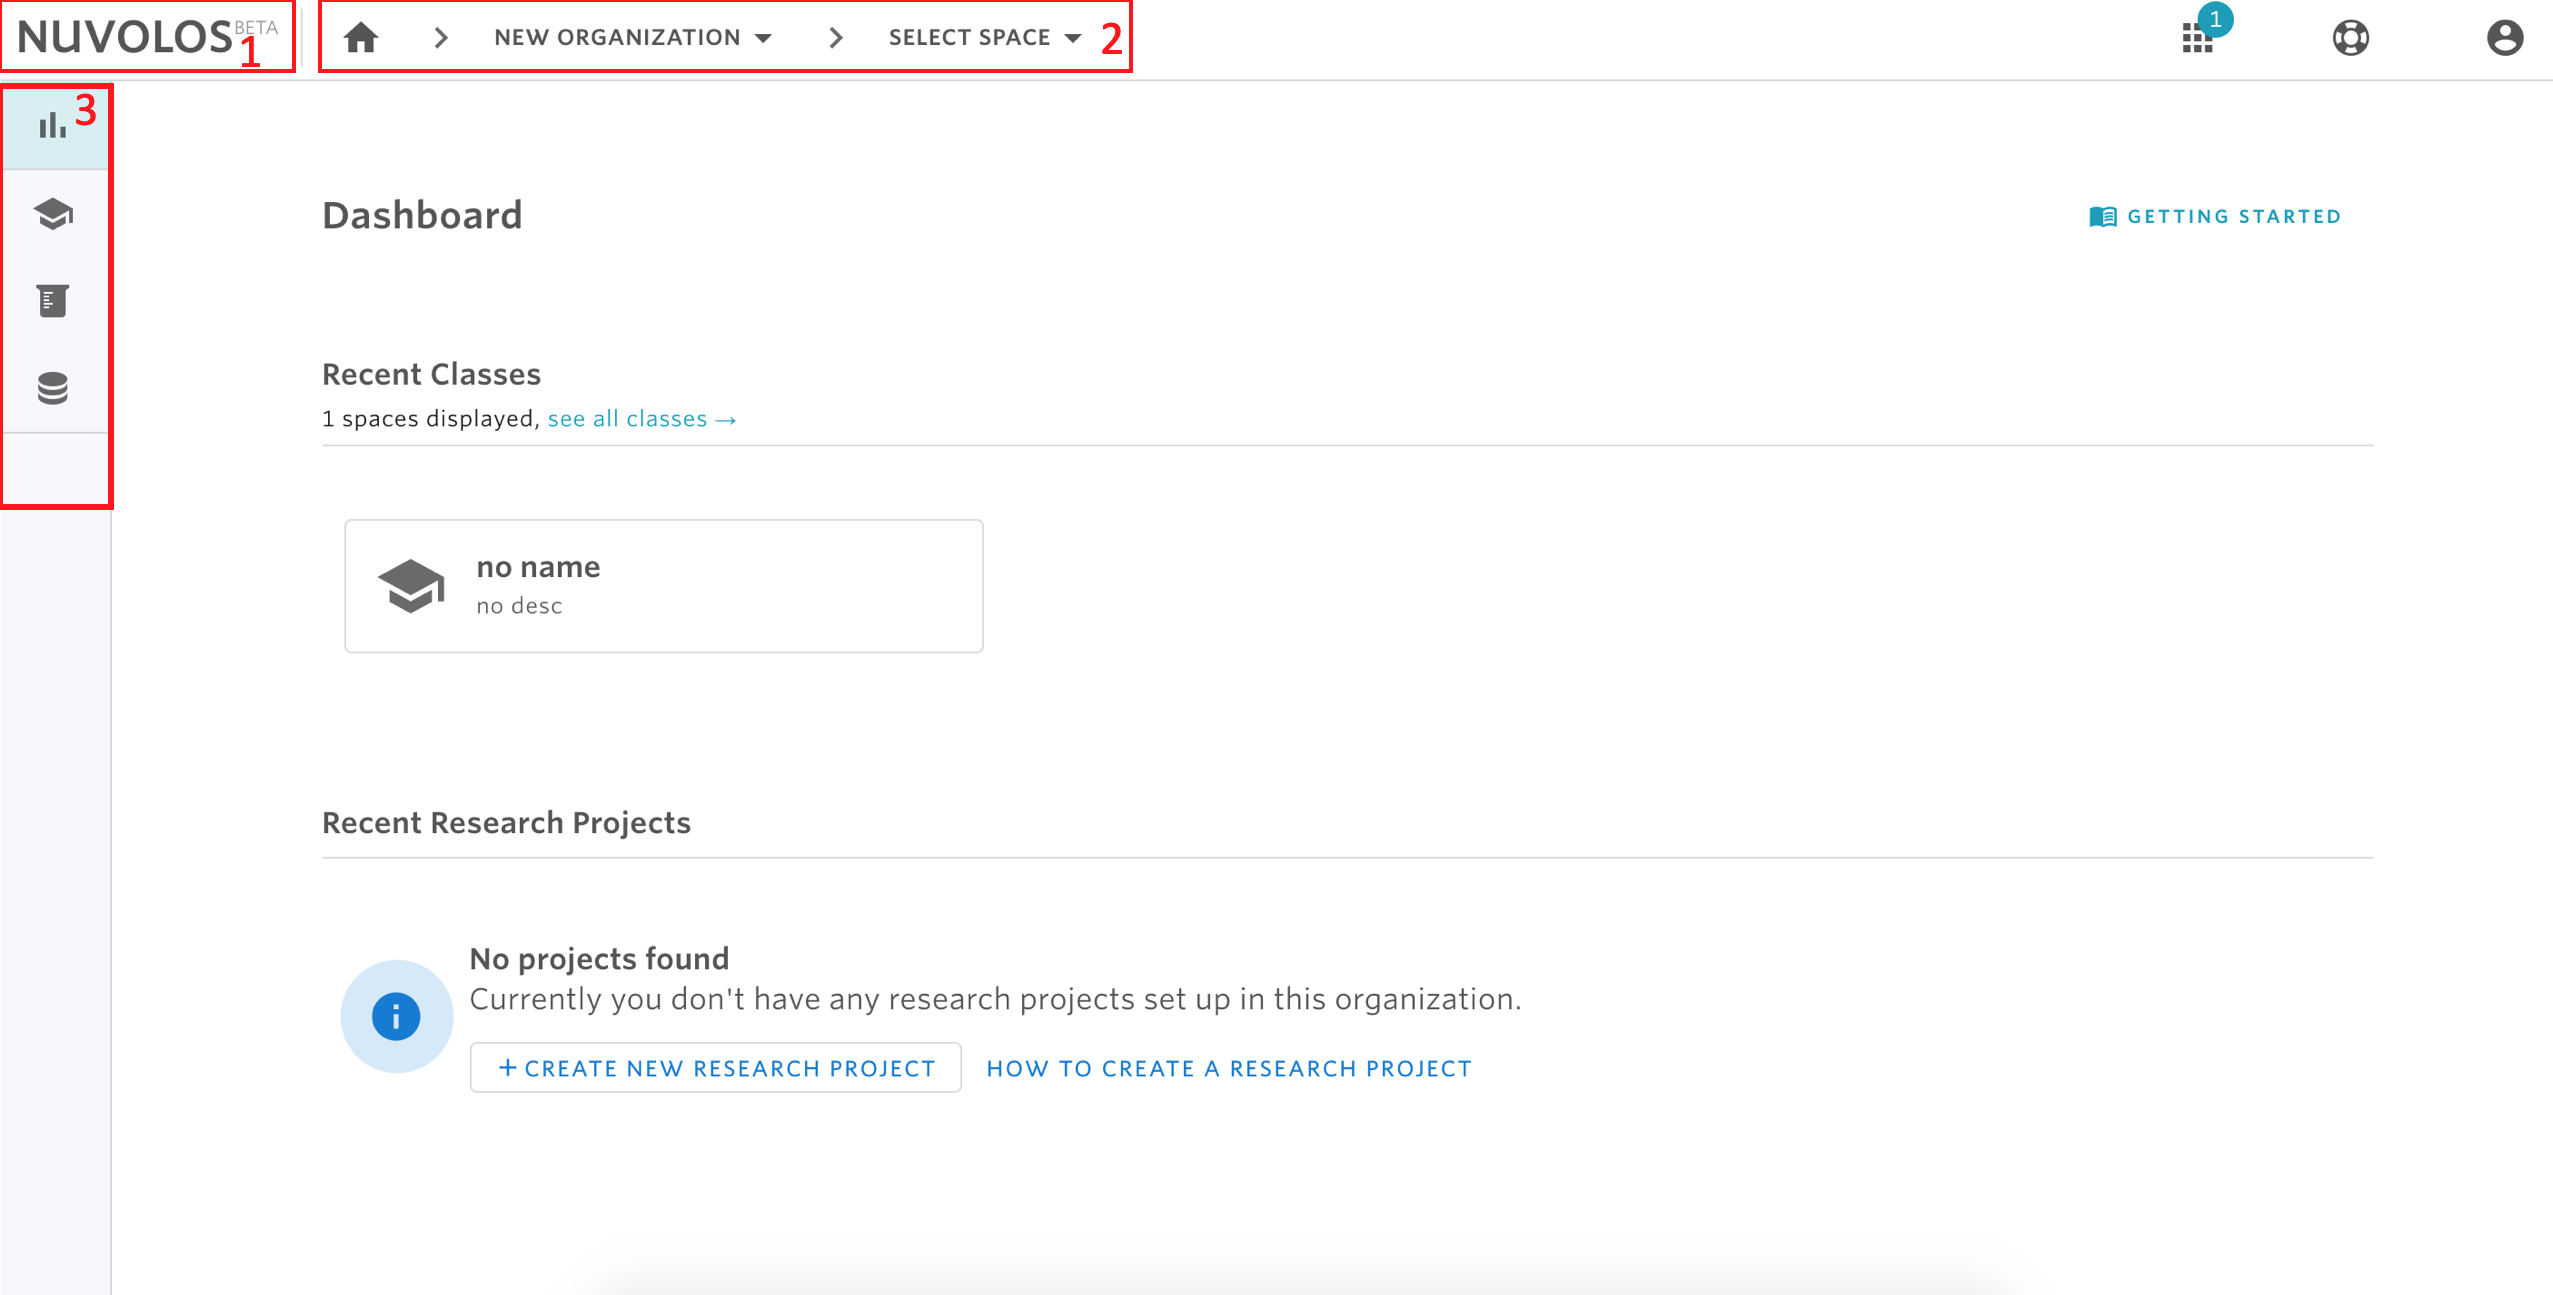 NUVOLOS BETA 1
NEW ORGANIZATION
SELECT SPACE 2
1
3
Dashboard
GETTING STARTED
Recent Classes
1 spaces displayed, see all classes →
no name
no desc
Recent Research Projects
No projects found
Currently you don't have any research projects set up in this organization.
+ CREATE NEW RESEARCH PROJECT
HOW TO CREATE A RESEARCH PROJECT